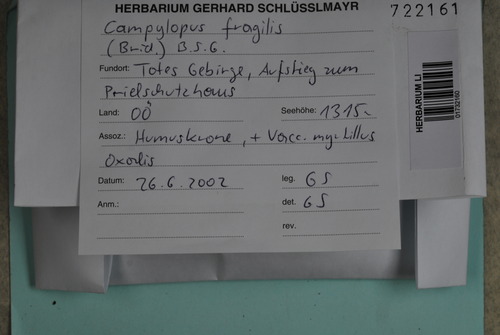 HERBARIUM GERHARD SCHLÜSSLMAYR
722161
Campylopus fragilis
(Brid.) B.S.G.
Fundort: Totes Gebirge, Aufstieg zum
Prielschutzhaus
Land: OÖ Seehöhe: 1315-
Assoz.: Humuskrone, + Vacc. myrtillus
Oxalis
Datum: 26.6.2002 leg. GS
Anm.: det. GS
rev.
HERBARIUM LI
01732160